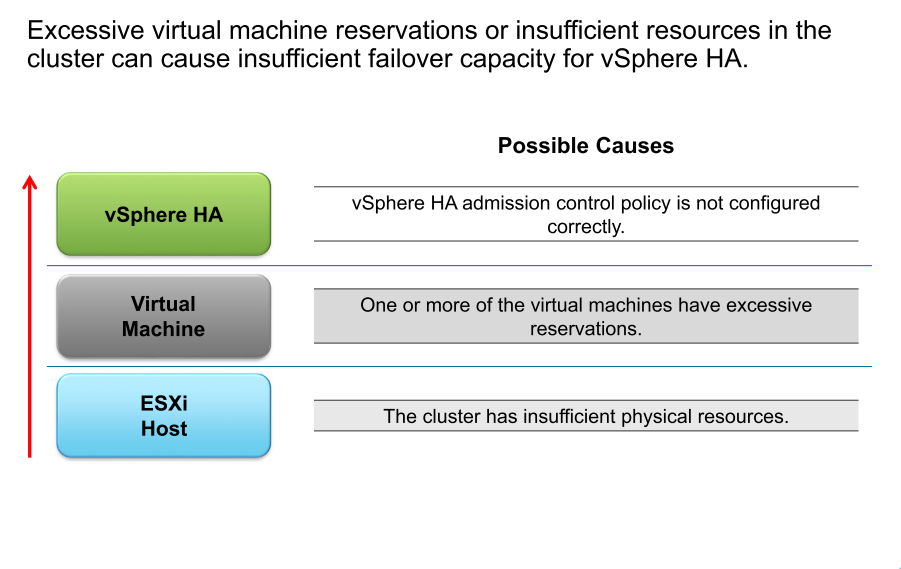 Excessive virtual machine reservations or insufficient resources in the
cluster can cause insufficient failover capacity for vSphere HA.
Possible Causes
vSphere HA
vSphere HA admission control policy is not configured
correctly.
Virtual
Machine
One or more of the virtual machines have excessive
reservations.
ESXi
Host
The cluster has insufficient physical resources.